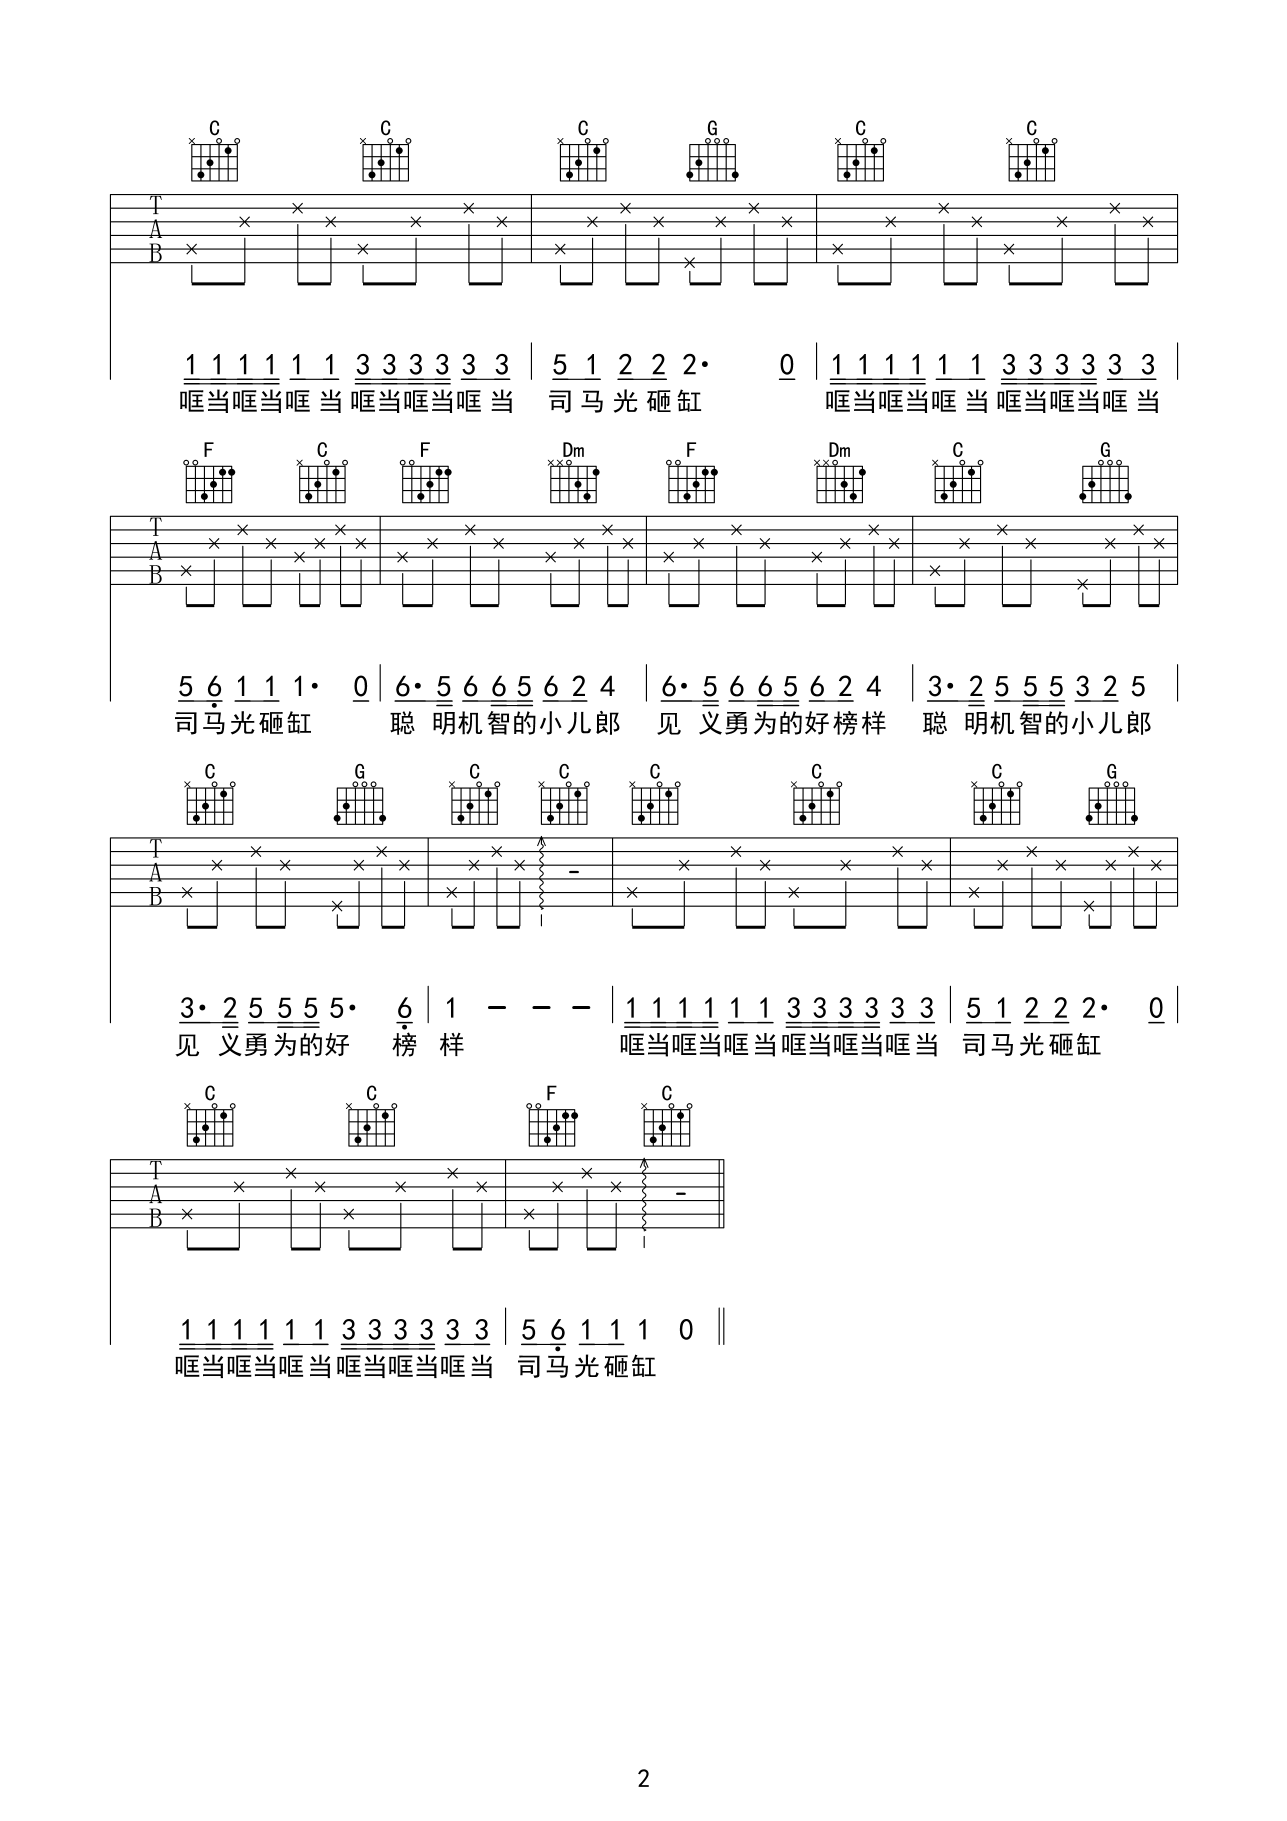 C C C G C C
T
A
B
1 1 1 1 1 1 3 3 3 3 3 3 | 5 1 2 2 2· 0 | 1 1 1 1 1 1 3 3 3 3 3 3 |
哐当哐当哐当哐当哐当哐当 司马光砸缸 哐当哐当哐当哐当哐当哐当
F C F Dm F Dm C G
T
A
B
5 6 1 1 1· 0 | 6· 5 6 6 5 6 2 4 | 6· 5 6 6 5 6 2 4 | 3· 2 5 5 5 3 2 5 |
司马光砸缸 聪明机智的小儿郎 见义勇为的好榜样 聪明机智的小儿郎
C G C C C C C G
T
A
B
3· 2 5 5 5 5· 6 | 1 - - - | 1 1 1 1 1 1 3 3 3 3 3 3 | 5 1 2 2 2· 0 |
见义勇为的好榜样 哐当哐当哐当哐当哐当哐当 司马光砸缸
C C F C
T
A
B
1 1 1 1 1 1 3 3 3 3 3 3 | 5 6 1 1 1 0 ||
哐当哐当哐当哐当哐当哐当 司马光砸缸
2